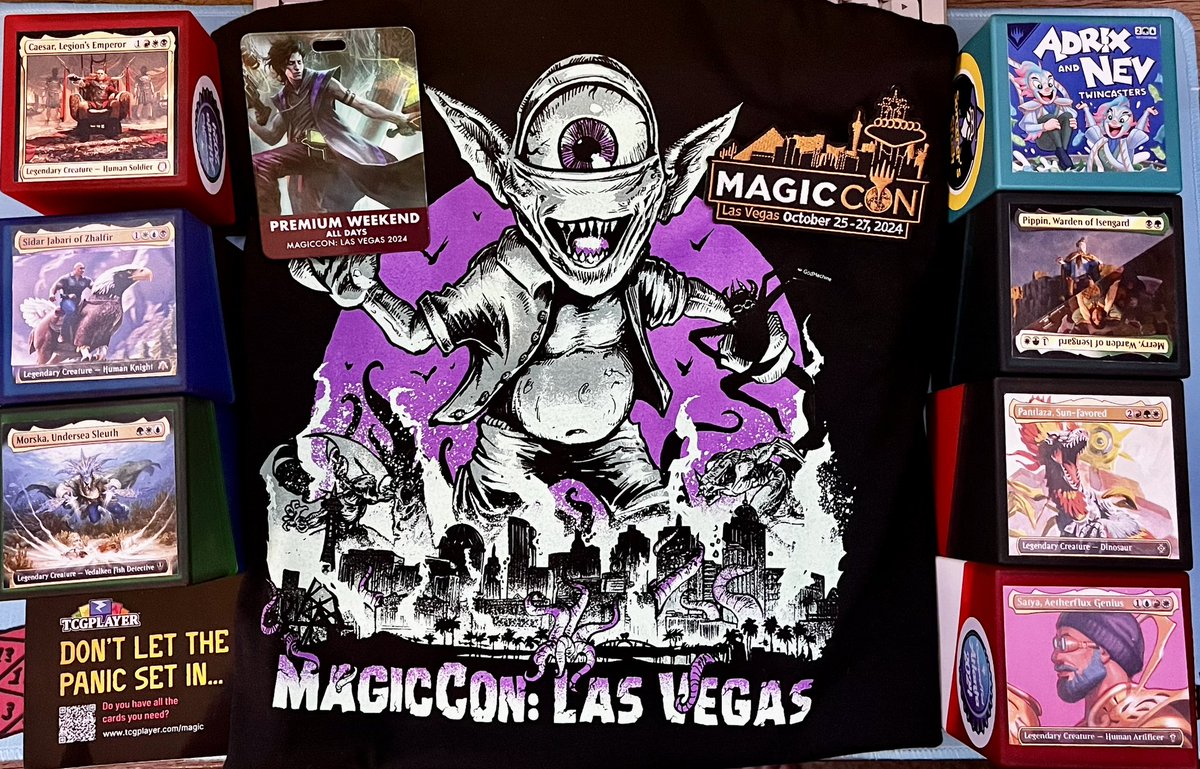 Caesar, Legion's Emperor
Legendary Creature — Human Soldier
Sidar Jabari of Zhalfir
Legendary Creature — Human Knight
Morska, Undersea Sleuth
Legendary Creature — Vedalken Fish Detective
TCGPLAYER
DON'T LET THE
PANIC SET IN...
Do you have all the
cards you need?
www.tcgplayer.com/magic
13
3
PREMIUM WEEKEND
ALL DAYS
MAGICCON: LAS VEGAS 2024
MAGICCON
Las Vegas October 25-27, 2024
GodMachine
MAGICCON: LAS VEGAS
ADRIX
AND NEV
TWINCASTERS
Pippin, Warden of Isengard
Merry, Warden of Isengard
Pantlaza, Sun-Favored
Legendary Creature — Dinosaur
Satya, Aetherflux Genius
Legendary Creature — Human Artificer